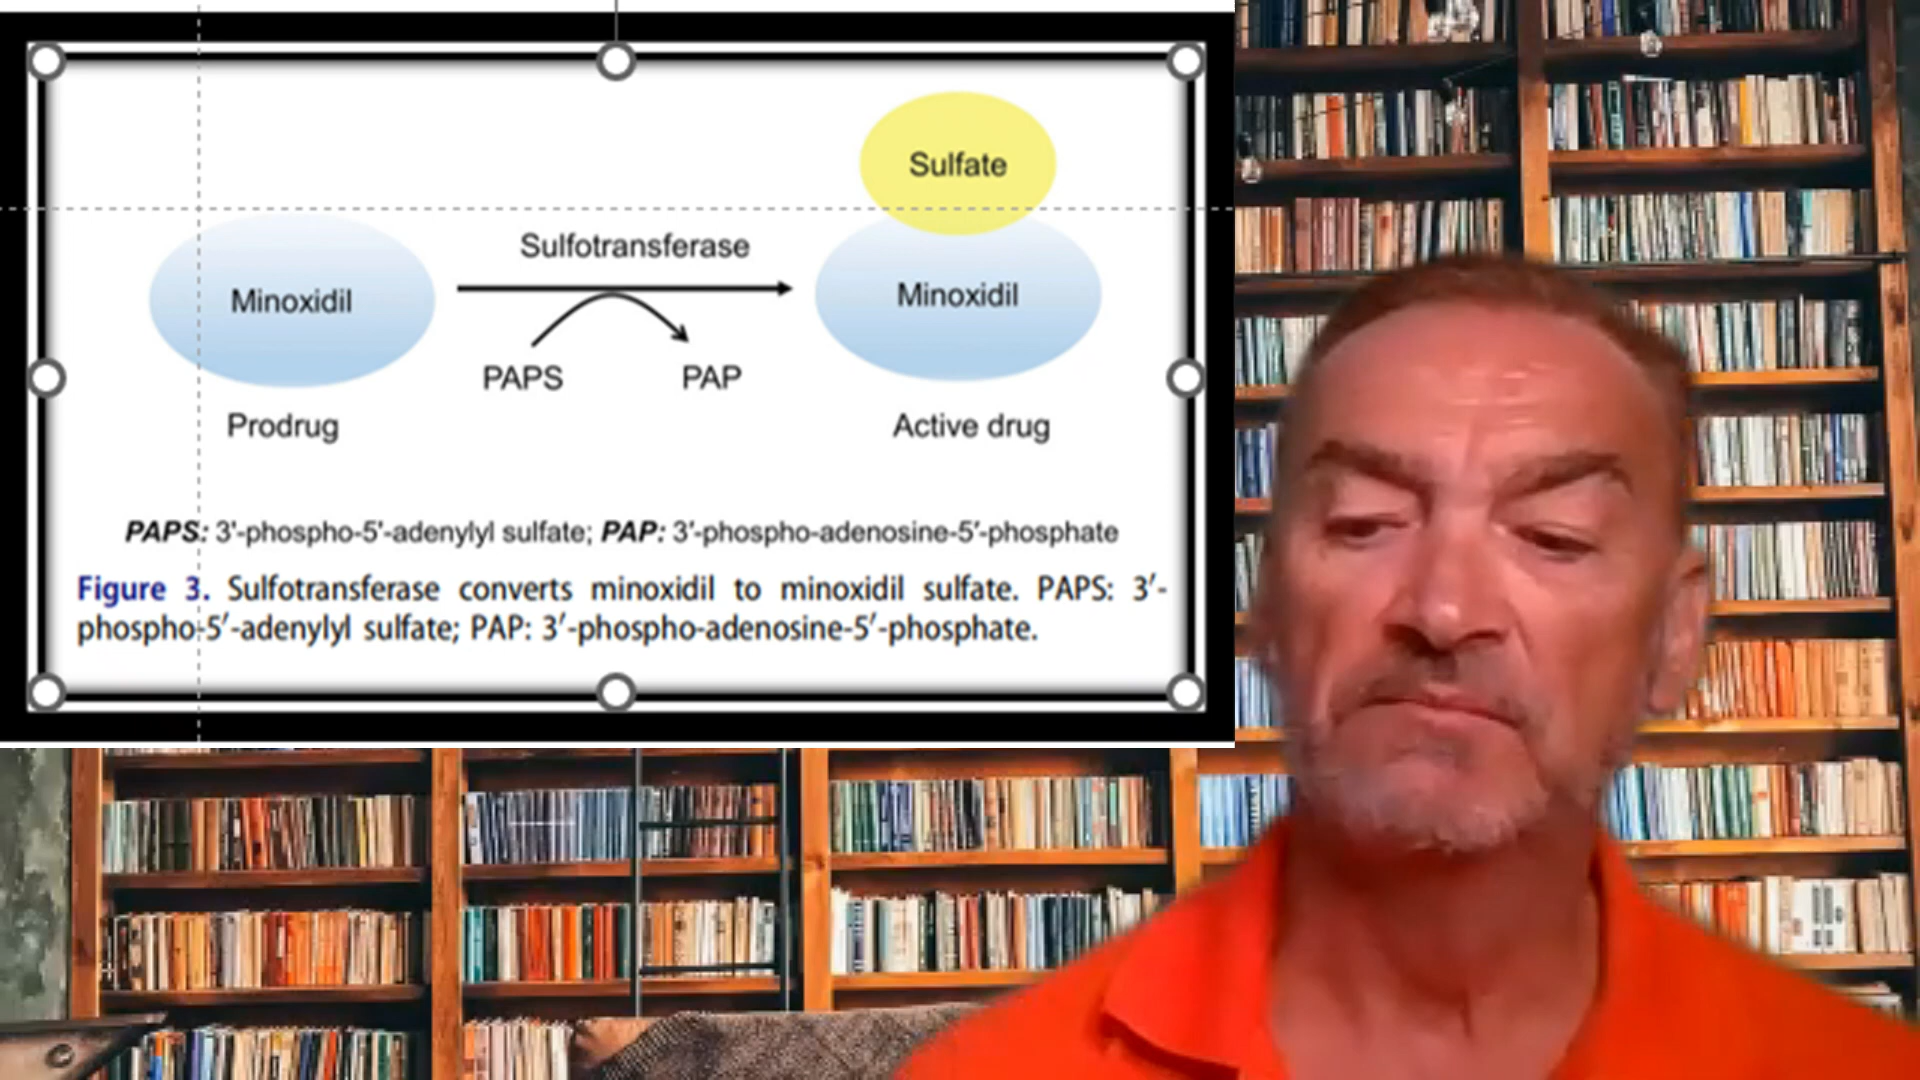 Sulfate
Sulfotransferase
Minoxidil
Minoxidil
PAPS
PAP
Prodrug
Active drug
PAPS: 3'-phospho-5'-adenylyl sulfate; PAP: 3'-phospho-adenosine-5'-phosphate
Figure 3. Sulfotransferase converts minoxidil to minoxidil sulfate. PAPS: 3′-
phospho-5′-adenylyl sulfate; PAP: 3′-phospho-adenosine-5′-phosphate.